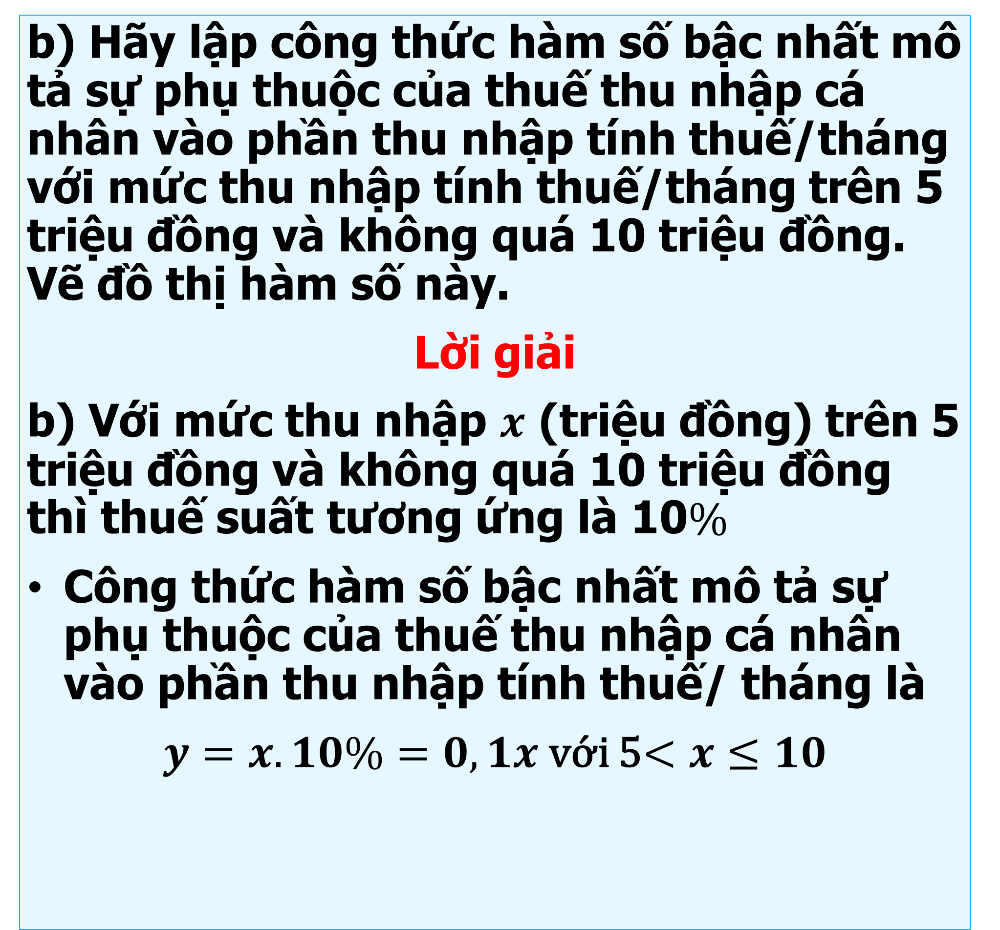 b) Hãy lập công thức hàm số bậc nhất mô
tả sự phụ thuộc của thuế thu nhập cá
nhân vào phần thu nhập tính thuế/tháng
với mức thu nhập tính thuế/tháng trên 5
triệu đồng và không quá 10 triệu đồng.
Vẽ đồ thị hàm số này.
Lời giải
b) Với mức thu nhập x (triệu đồng) trên 5
triệu đồng và không quá 10 triệu đồng
thì thuế suất tương ứng là 10%
• Công thức hàm số bậc nhất mô tả sự
phụ thuộc của thuế thu nhập cá nhân
vào phần thu nhập tính thuế/ tháng là
y = x. 10% = 0, 1x với 5< x ≤ 10